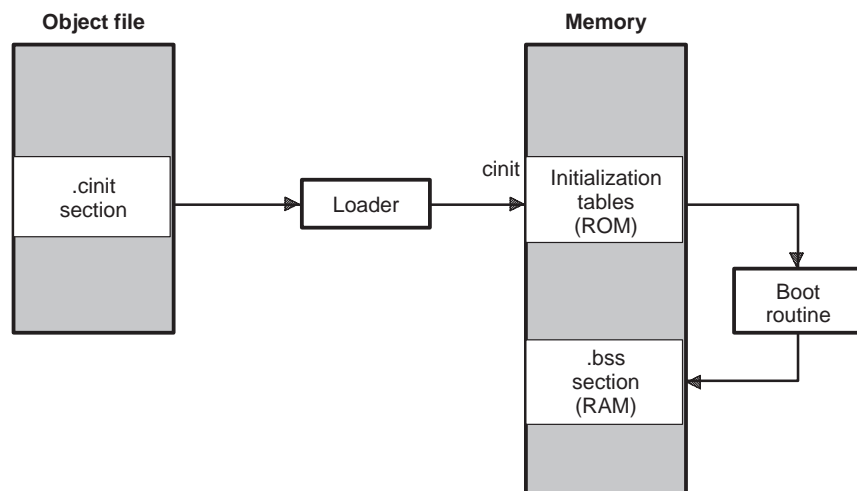 Object file
Memory
.cinit
section
Loader
cinit
Initialization
tables
(ROM)
Boot
routine
.bss
section
(RAM)